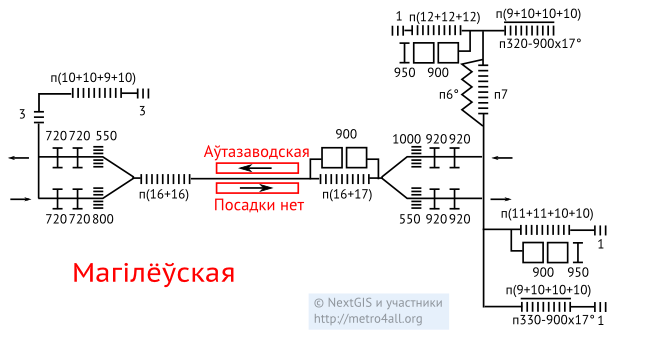 1 п(12+12+12)
п(9+10+10+10)
п320-900х17°
950 900
п(10+10+9+10)
3
3
п6° п7
720 720 550
900
1000 920 920
Аўтазаводская
п(16+16)
п(16+17)
Посадки нет
720 720 800
550 920 920
п(11+11+10+10)
1
900 950
Магілёўская
п(9+10+10+10)
п330-900х17° 1
© NextGIS и участники
http://metro4all.org